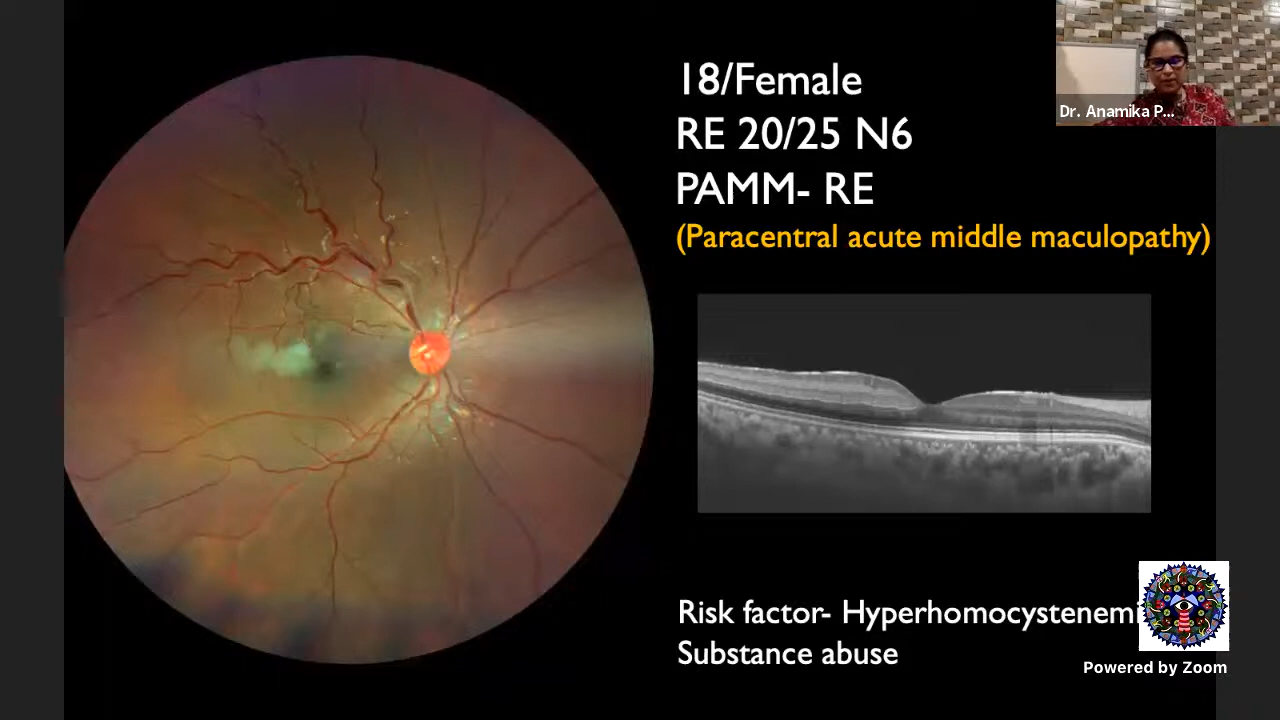 18/Female
RE 20/25 N6
PAMM- RE
(Paracentral acute middle maculopathy)
Dr. Anamika P...
Risk factor- Hyperhomocystenemi
Substance abuse
Powered by Zoom